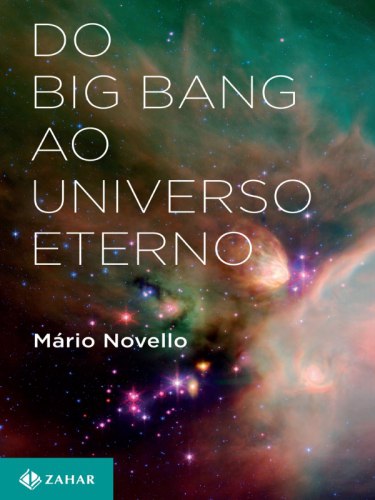 DO
BIG BANG
AO
UNIVERSO
ETERNO
Mário Novello
ZAHAR